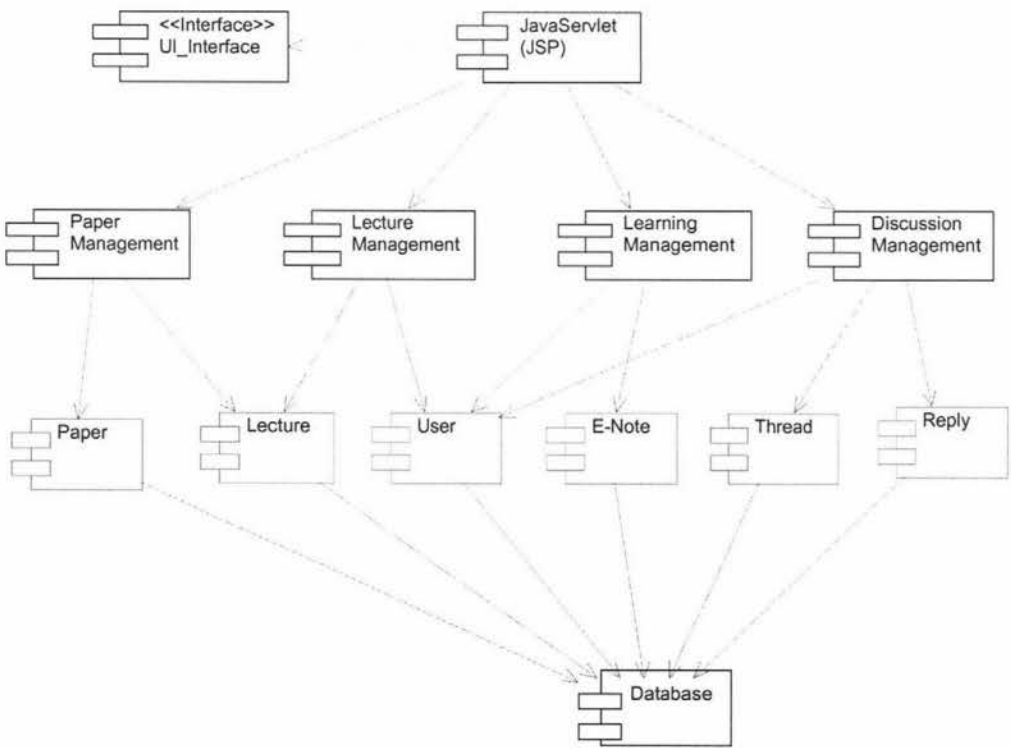 <<Interface>>
UI_Interface
JavaServlet
(JSP)
Paper
Management
Lecture
Management
Learning
Management
Discussion
Management
Paper
Lecture
User
E-Note
Thread
Reply
Database